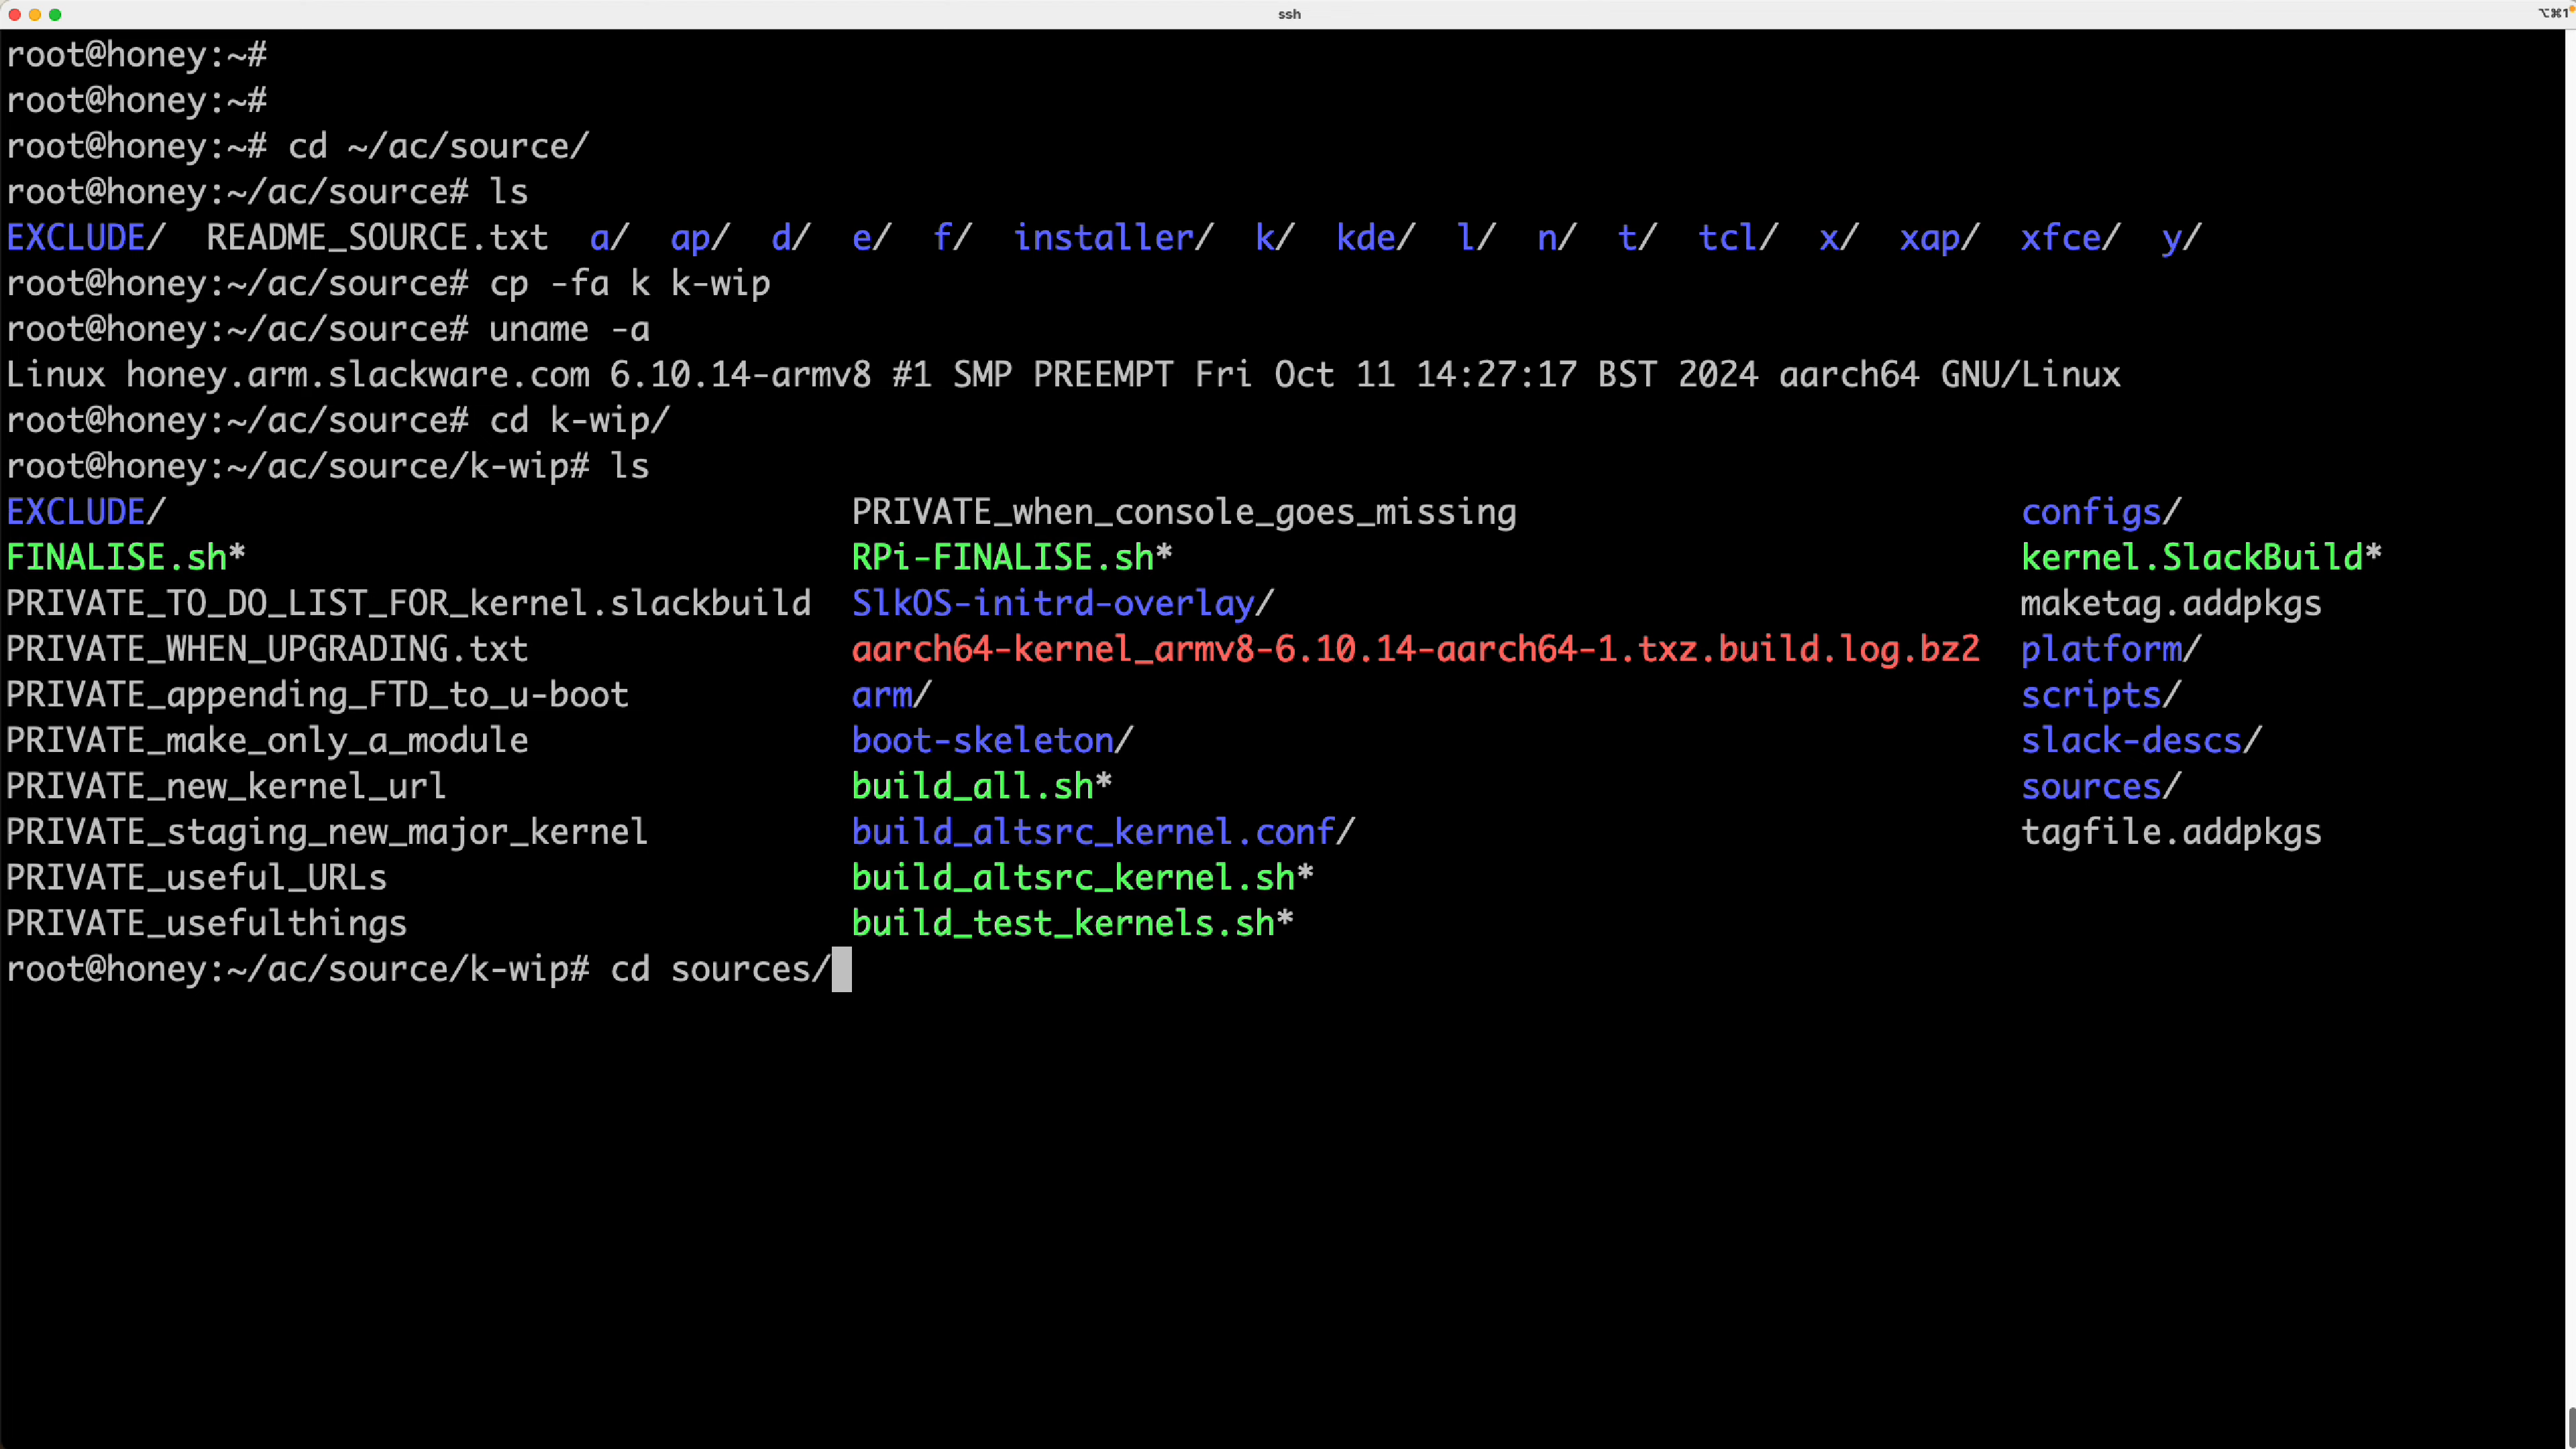 ssh
⌥⌘1
root@honey:~#
root@honey:~#
root@honey:~# cd ~/ac/source/
root@honey:~/ac/source# ls
EXCLUDE/  README_SOURCE.txt  a/  ap/  d/  e/  f/  installer/  k/  kde/  l/  n/  t/  tcl/  x/  xap/  xfce/  y/
root@honey:~/ac/source# cp -fa k k-wip
root@honey:~/ac/source# uname -a
Linux honey.arm.slackware.com 6.10.14-armv8 #1 SMP PREEMPT Fri Oct 11 14:27:17 BST 2024 aarch64 GNU/Linux
root@honey:~/ac/source# cd k-wip/
root@honey:~/ac/source/k-wip# ls
EXCLUDE/                                  PRIVATE_when_console_goes_missing                         configs/
FINALISE.sh*                              RPi-FINALISE.sh*                                          kernel.SlackBuild*
PRIVATE_TO_DO_LIST_FOR_kernel.slackbuild  SlkOS-initrd-overlay/                                     maketag.addpkgs
PRIVATE_WHEN_UPGRADING.txt                aarch64-kernel_armv8-6.10.14-aarch64-1.txz.build.log.bz2  platform/
PRIVATE_appending_FTD_to_u-boot           arm/                                                      scripts/
PRIVATE_make_only_a_module                boot-skeleton/                                            slack-descs/
PRIVATE_new_kernel_url                    build_all.sh*                                             sources/
PRIVATE_staging_new_major_kernel          build_altsrc_kernel.conf/                                 tagfile.addpkgs
PRIVATE_useful_URLs                       build_altsrc_kernel.sh*
PRIVATE_usefulthings                      build_test_kernels.sh*
root@honey:~/ac/source/k-wip# cd sources/